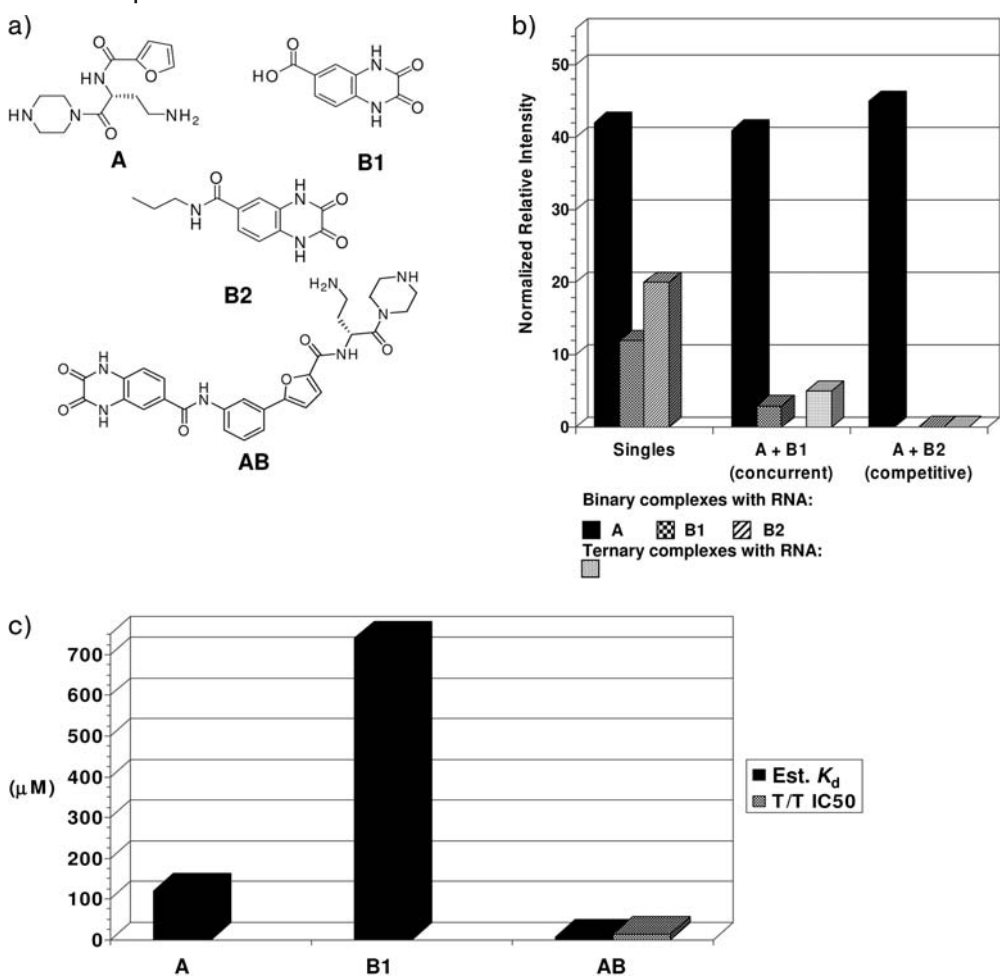 a)
O
O
HN
HN
N
O
NH₂
A
O
HO
H
N
O
N
H
O
B1
O
N
H
H
N
O
N
H
O
B2
H₂N
NH
N
O
N
H
O
O
H
N
O
O
N
H
O
H
N
O
AB
b)
Normalized Relative Intensity
50
40
30
20
10
0
Singles
A + B1
(concurrent)
A + B2
(competitive)
Binary complexes with RNA:
A B1 B2
Ternary complexes with RNA:
c)
(μM)
700
600
500
400
300
200
100
0
A
B1
AB
Est. Kd
T/T IC50